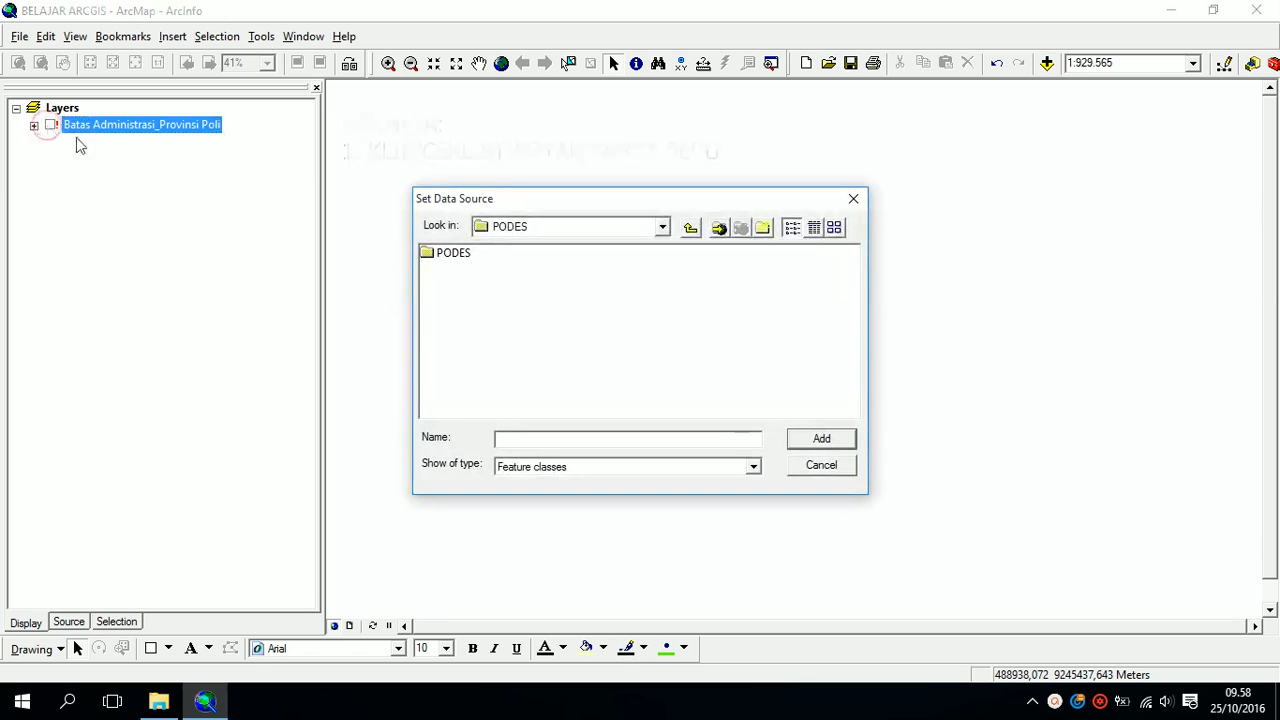 BELAJAR ARCGIS - ArcMap - ArcInfo
File Edit View Bookmarks Insert Selection Tools Window Help
41%
1:929.565
Layers
Batas Administrasi_Provinsi Poli
Set Data Source
Look in: PODES
PODES
Name:
Add
Show of type: Feature classes
Cancel
Display Source Selection
Drawing
Arial
10
B I U A
488938,072 9245437,643 Meters
09.58
25/10/2016